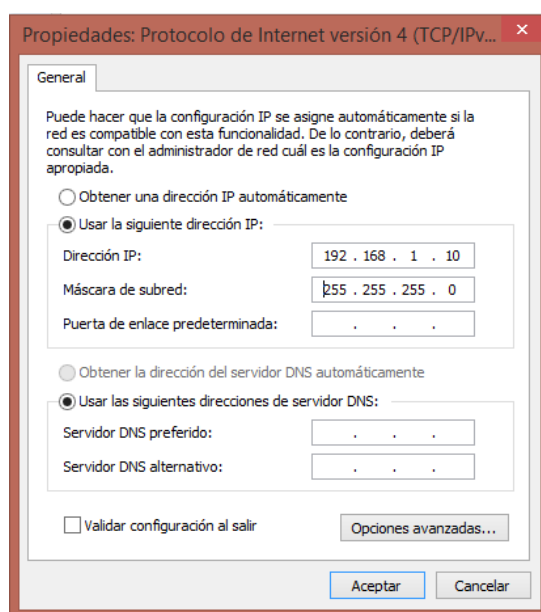 Propiedades: Protocolo de Internet versión 4 (TCP/IPv...
General
Puede hacer que la configuración IP se asigne automáticamente si la
red es compatible con esta funcionalidad. De lo contrario, deberá
consultar con el administrador de red cuál es la configuración IP
apropiada.
Obtener una dirección IP automáticamente
Usar la siguiente dirección IP:
Dirección IP: 192 . 168 . 1 . 10
Máscara de subred: 255 . 255 . 255 . 0
Puerta de enlace predeterminada: . . .
Obtener la dirección del servidor DNS automáticamente
Usar las siguientes direcciones de servidor DNS:
Servidor DNS preferido: . . .
Servidor DNS alternativo: . . .
Validar configuración al salir Opciones avanzadas...
Aceptar Cancelar